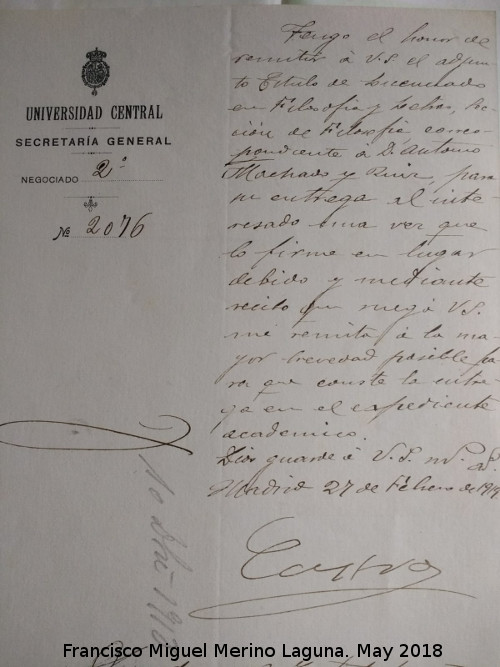 UNIVERSIDAD CENTRAL
SECRETARÍA GENERAL
NEGOCIADO 2º
Nº 2076
Tengo el honor de
remitir á V.S. el adjun-
to Título de Licenciado
en Filosofía y Letras, Sec-
ción de Filosofía, corres-
pondiente á D. Antonio
Machado y Ruiz, para
su entrega al inte-
resado una vez que
lo firme en lugar
debido y mediante
recibo que ruego á V.S.
me remita á la ma-
yor brevedad posible pa-
ra que conste la entre-
ga en el expediente
académico.
Dios guarde á V.S. m.s a.s
Madrid 27 de Febrero de
Castro
Francisco Miguel Merino Laguna. May 2018